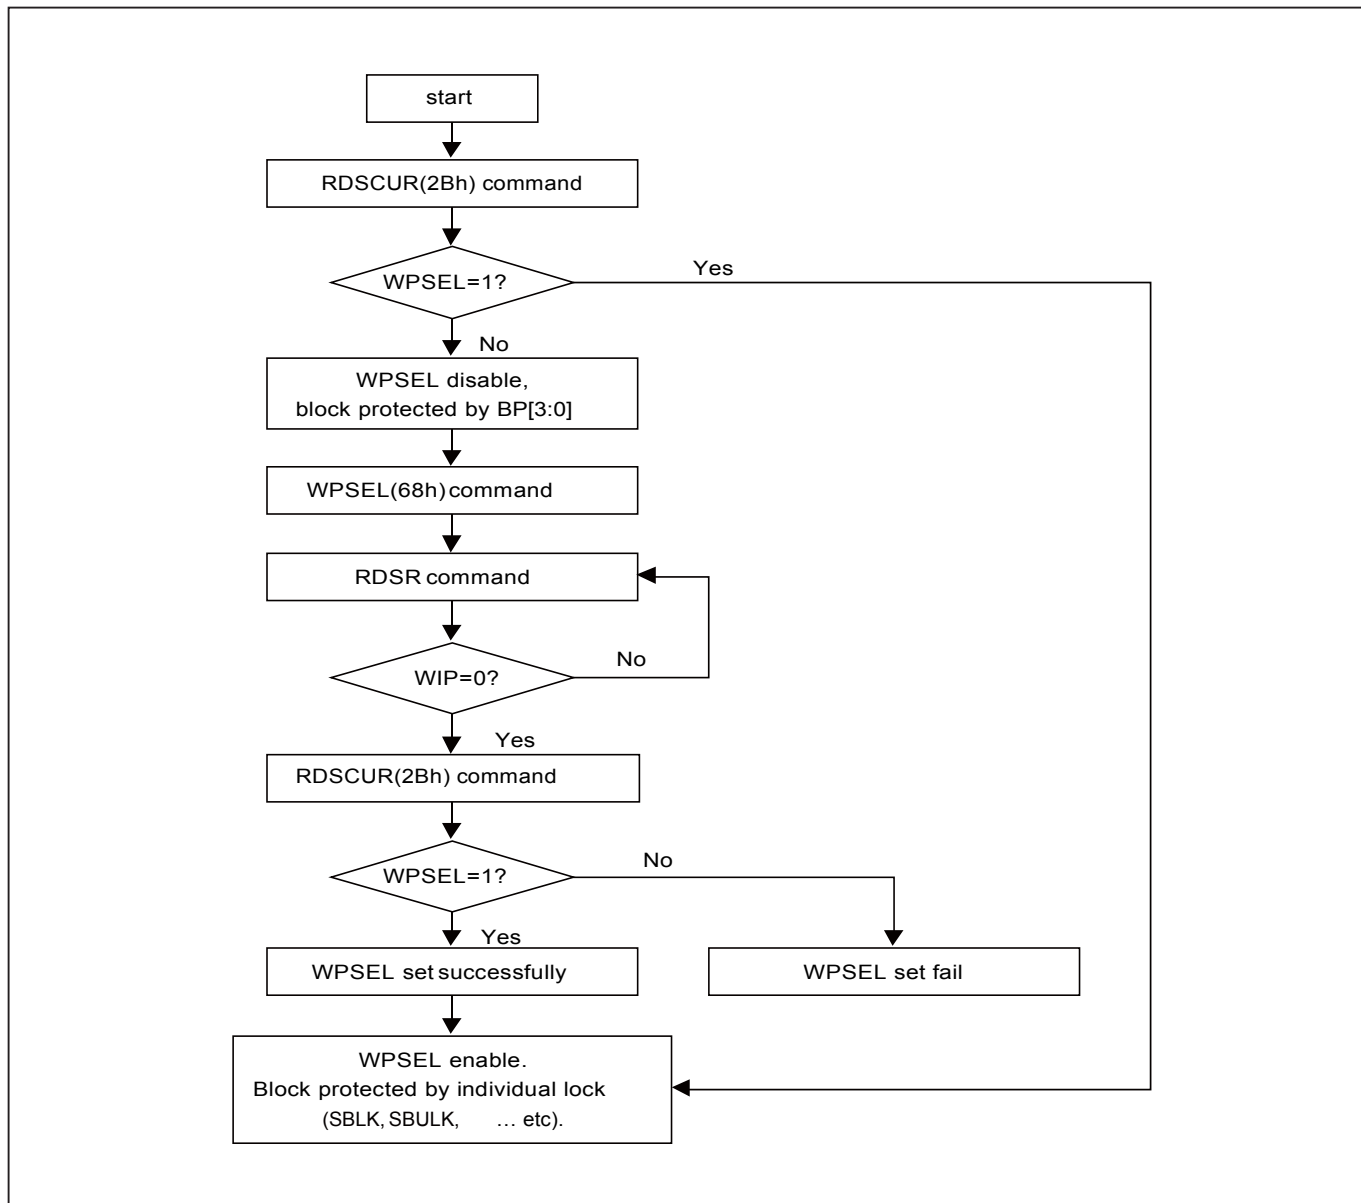 start
RDSCUR(2Bh) command
WPSEL=1?
Yes
No
WPSEL disable,
block protected by BP[3:0]
WPSEL(68h) command
RDSR command
WIP=0?
No
Yes
RDSCUR(2Bh) command
WPSEL=1?
No
Yes
WPSEL set successfully
WPSEL set fail
WPSEL enable.
Block protected by individual lock
(SBLK, SBULK, … etc).